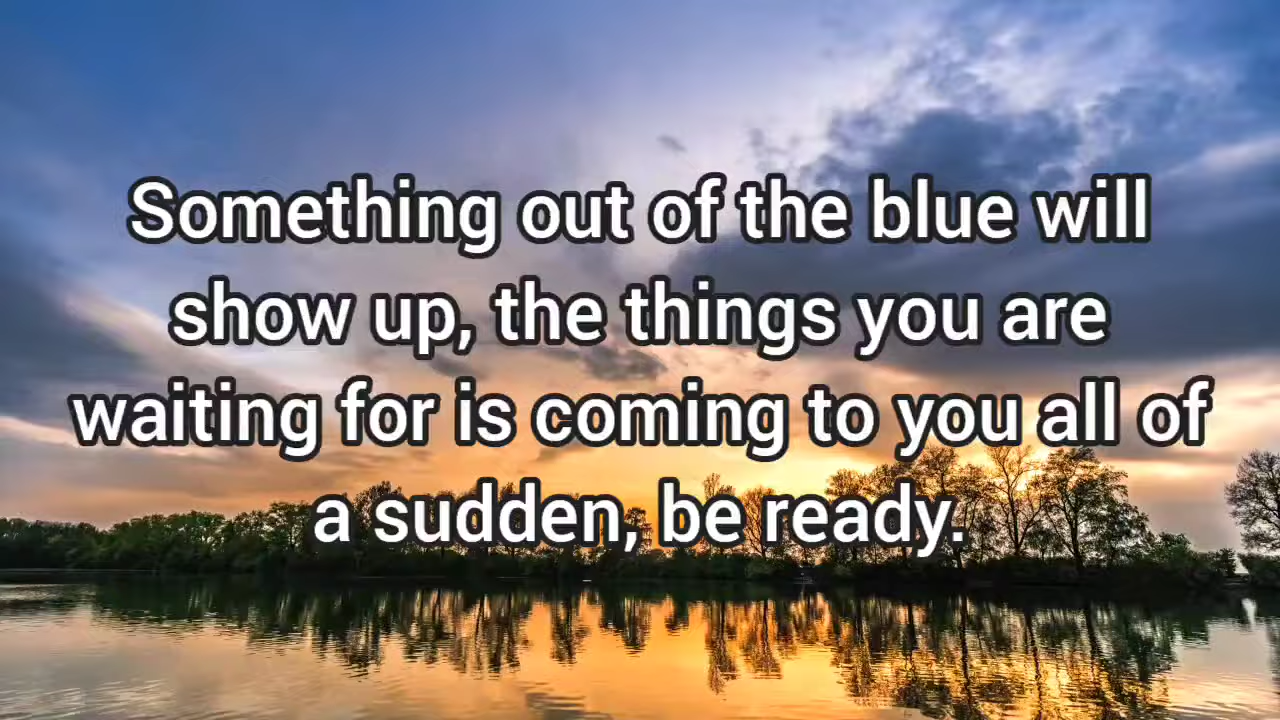 Something out of the blue will
show up, the things you are
waiting for is coming to you all of
a sudden, be ready.